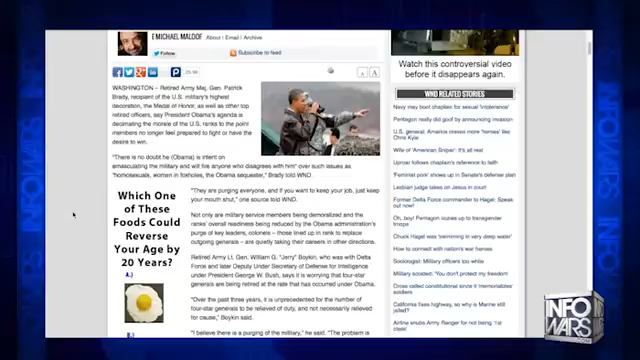 F MICHAEL MALOOF About | Email | Archive
Follow
Subscribe to feed
A A
WASHINGTON – Retired Army Maj. Gen. Patrick
Brady, recipient of the U.S. military's highest
decoration, the Medal of Honor, as well as other top
retired officers, say President Obama's agenda is
decimating the morale of the U.S. ranks to the point
members no longer feel prepared to fight or have the
desire to win.
"There is no doubt he (Obama) is intent on
emasculating the military and will fire anyone who disagrees with him" over such issues as
"homosexuals, women in foxholes, the Obama sequester," Brady told WND.
"They are purging everyone, and if you want to keep your job, just keep
your mouth shut," one source told WND.
Not only are military service members being demoralized and the
ranks' overall readiness being reduced by the Obama administration's
purge of key leaders, colonels – those lined up in rank to replace
outgoing generals – are quietly taking their careers in other directions.
Retired Army Lt. Gen. William G. "Jerry" Boykin, who was with Delta
Force and later Deputy Under Secretary of Defense for Intelligence
under President George W. Bush, says it is worrying that four-star
generals are being retired at the rate that has occurred under Obama.
"Over the past three years, it is unprecedented for the number of
four-star generals to be relieved of duty, and not necessarily relieved
for cause," Boykin said.
"I believe there is a purging of the military," he said. "The problem is
Which One
of These
Foods Could
Reverse
Your Age by
20 Years?
A.)
Watch this controversial video
before it disappears again.
WND RELATED STORIES
Navy may boot chaplain for sexual 'intolerance'
Pentagon really did goof by announcing invasion
U.S. general: America craves more 'heroes' like
Chris Kyle
Wife of 'American Sniper': It's all real
Uproar follows chaplain's reference to faith
'Feminist pork' shows up in Senate's defense plan
Lesbian judge takes on Jesus in court
Former Delta Force commander to Hagel: Speak
out now!
Oh, boy! Pentagon nudges up to transgender
troops
Chuck Hagel was 'swimming in very deep water'
How to connect with nation's war heroes
Sociologist: Military officers too white
Military scolded: 'You don't protect my freedom'
Cross called constitutional since it 'memorializes'
soldiers
California fixes highway, so why is Marine still
jailed?
Airline snubs Army Ranger for not being '1st
class'
INFO
WARS
INFO
WARS.COM